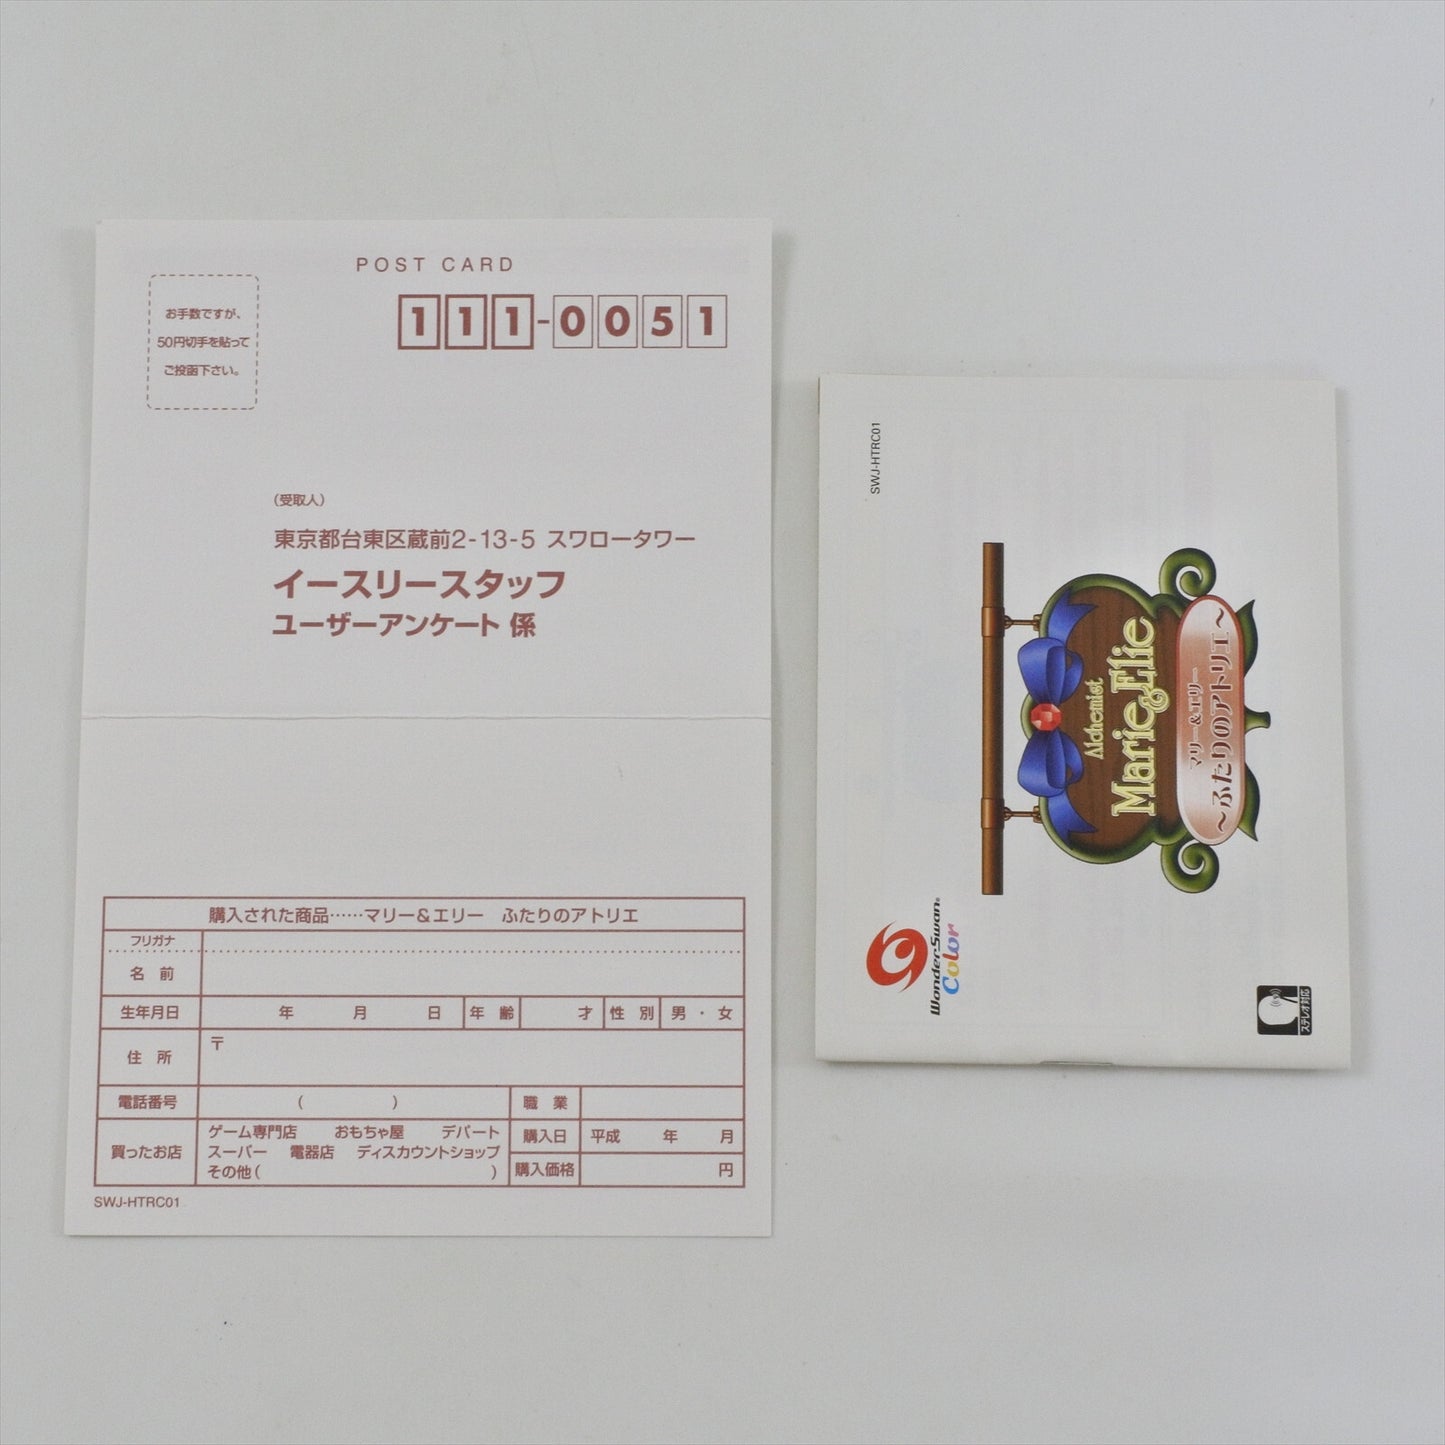 POST CARD
お手数ですが、
50円切手を貼って
ご投函下さい。
111-0051
(受取人)
東京都台東区蔵前2-13-5 スワロータワー
イースリースタッフ
ユーザーアンケート 係
購入された商品……マリー&エリー ふたりのアトリエ
フリガナ
名 前
生年月日 年 月 日 年 齢 才 性 別 男 ・ 女
住 所 〒
電話番号 ( ) 職 業
買ったお店
ゲーム専門店 おもちゃ屋 デパート
スーパー 電器店 ディスカウントショップ
その他( )
購入日 平成 年 月
購入価格 円
SWJ-HTRC01
SWJ-HTRC01
Alchemist
Marie&Elie
マリー&エリー
～ふたりのアトリエ～
WonderSwan
Color
ステレオ対応